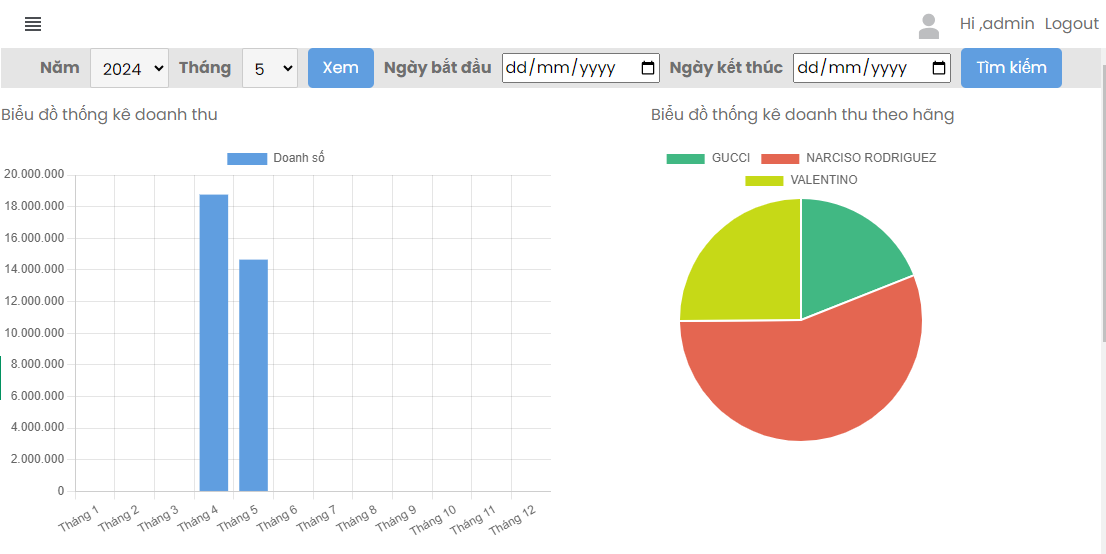 Hi ,admin Logout
Năm 2024 Tháng 5 Xem Ngày bắt đầu dd/mm/yyyy Ngày kết thúc dd/mm/yyyy Tìm kiếm
Biểu đồ thống kê doanh thu
Doanh số
20.000.000
18.000.000
16.000.000
14.000.000
12.000.000
10.000.000
8.000.000
6.000.000
4.000.000
2.000.000
0
Tháng 1 Tháng 2 Tháng 3 Tháng 4 Tháng 5 Tháng 6 Tháng 7 Tháng 8 Tháng 9 Tháng 10 Tháng 11 Tháng 12
Biểu đồ thống kê doanh thu theo hãng
GUCCI NARCISO RODRIGUEZ
VALENTINO